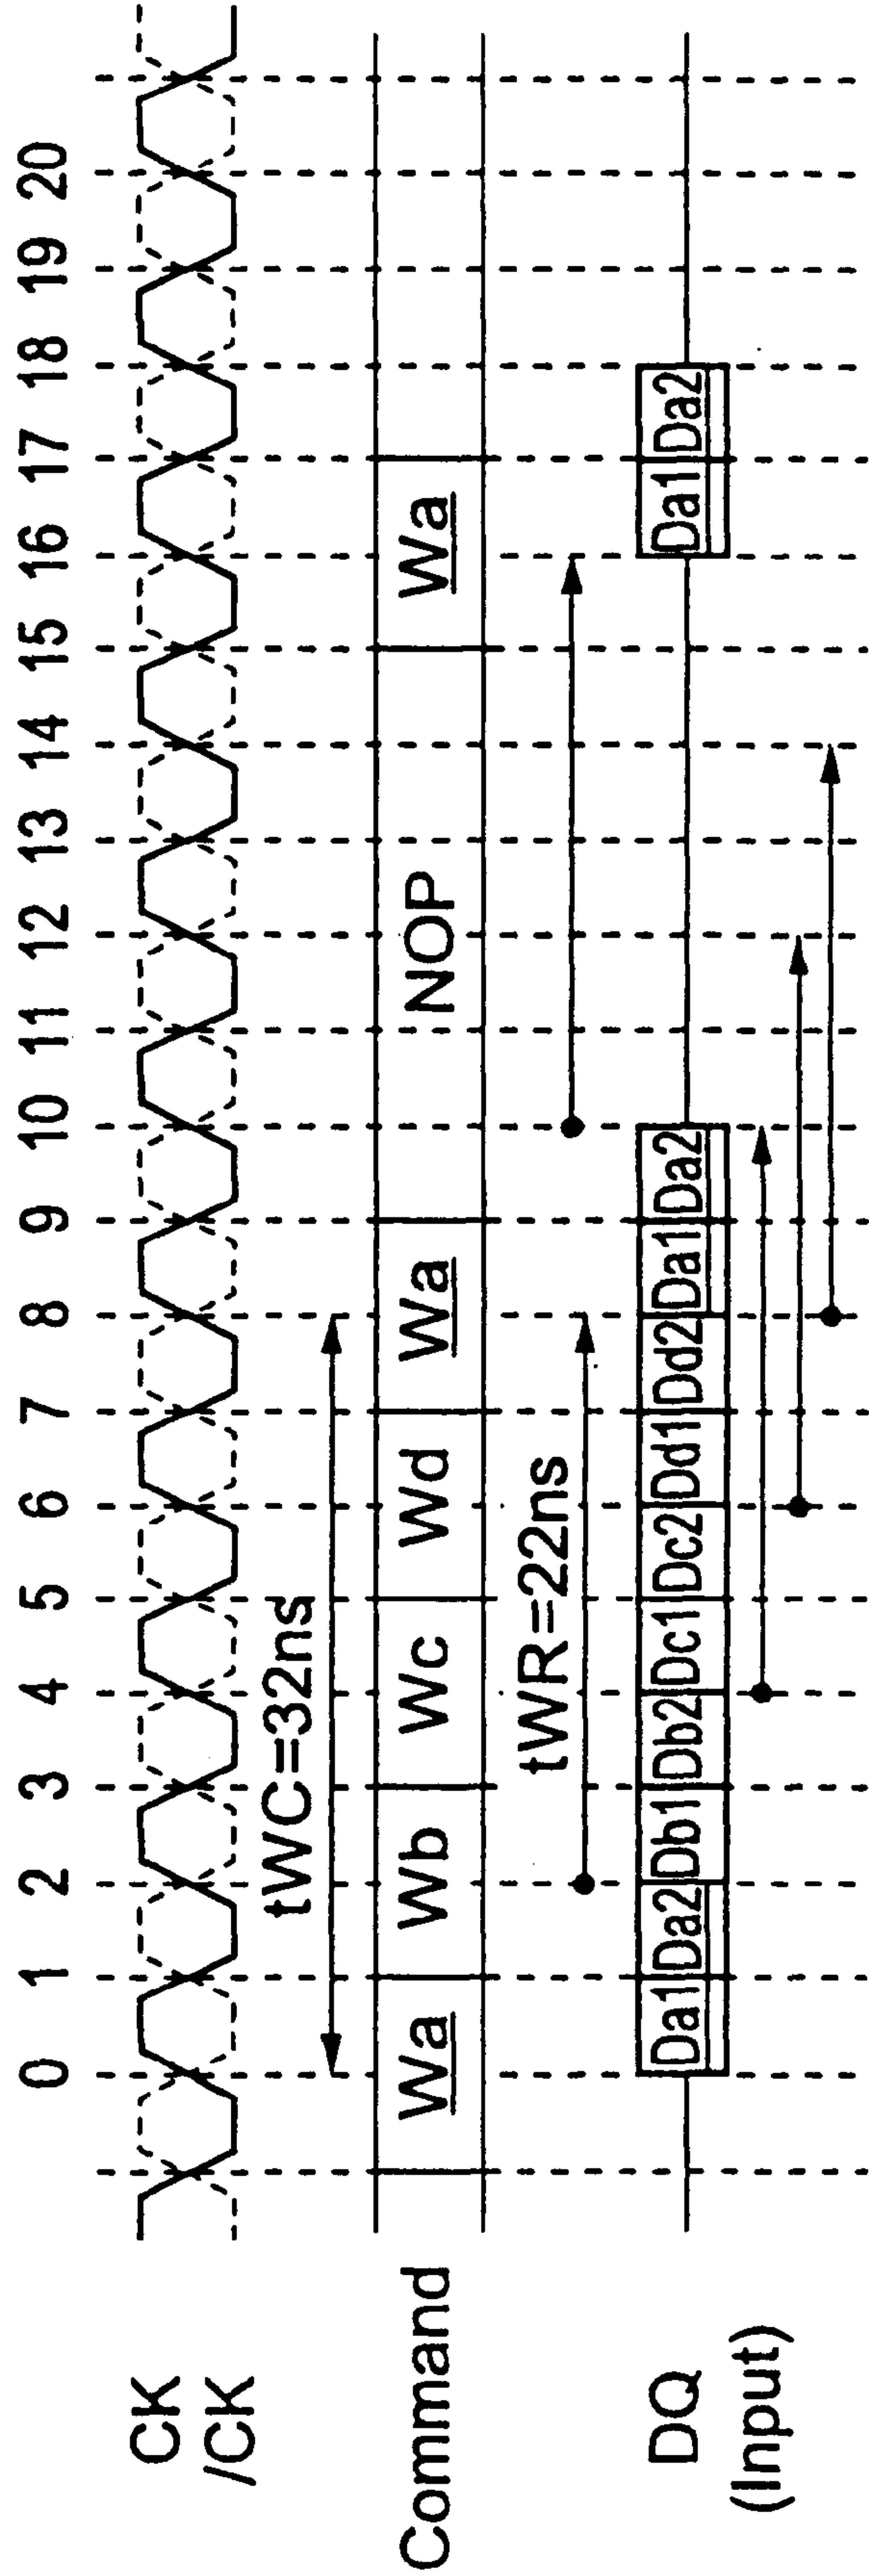 0 1 2 3 4 5 6 7 8 9 10 11 12 13 14 15 16 17 18 19 20
CK
/CK
tWC=32ns
Command Wa Wb Wc Wd Wa NOP Wa
tWR=22ns
DQ Da1 Da2 Db1 Db2 Dc1 Dc2 Dd1 Dd2 Da1 Da2 Da1 Da2
(Input)